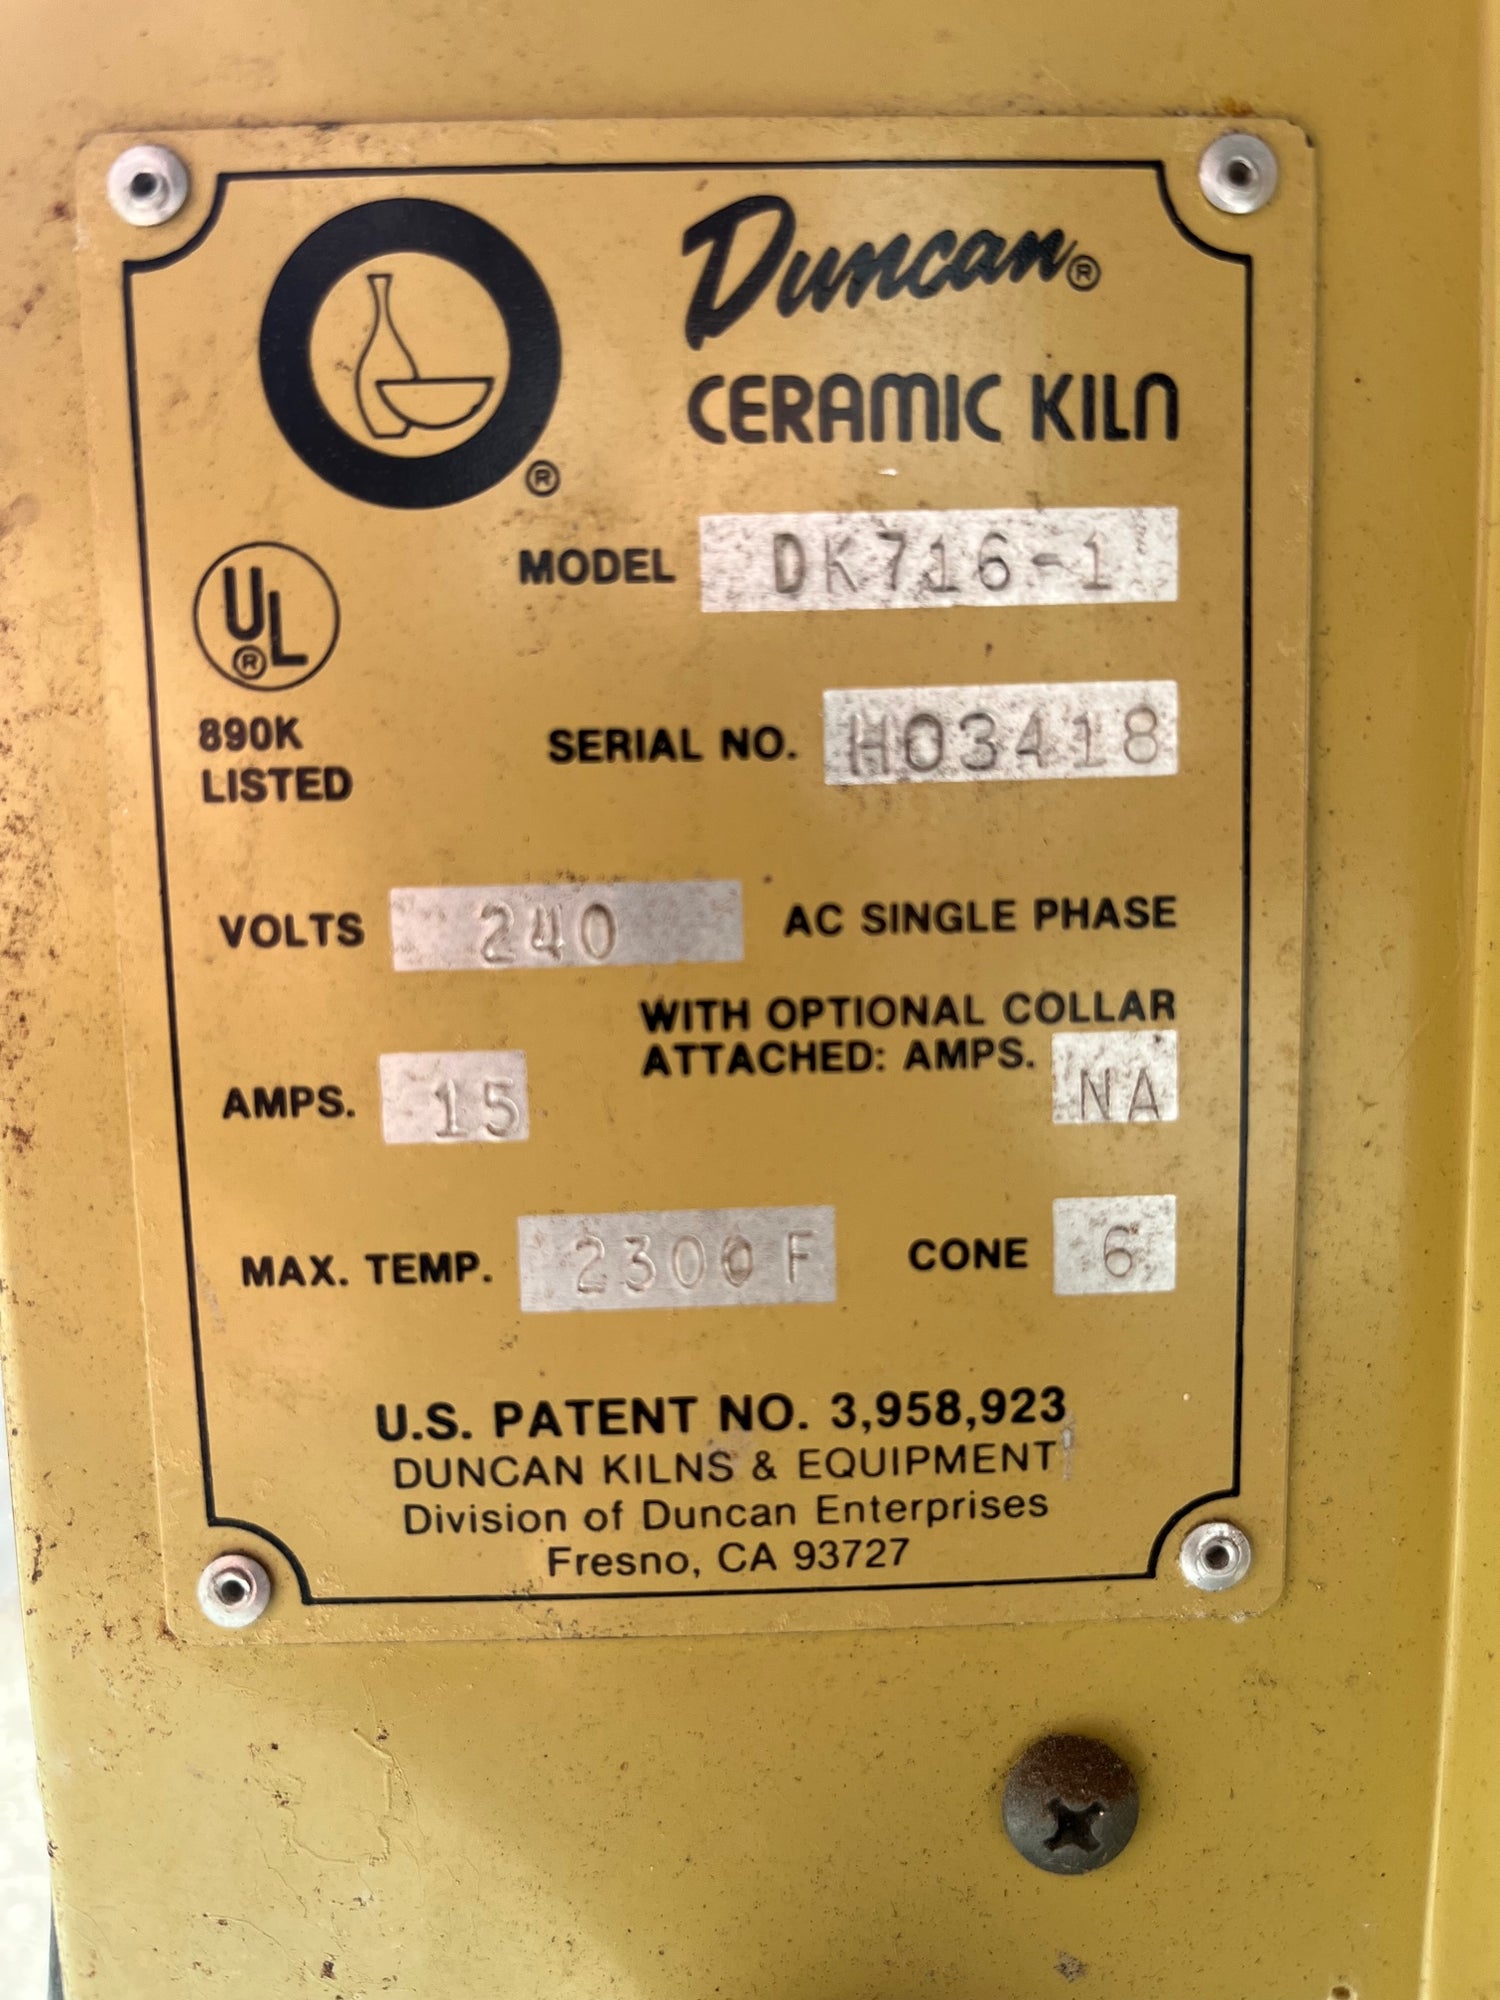 Duncan®
CERAMIC KILN
®
MODEL DK716-1
UL®
890K
LISTED
SERIAL NO. H03418
VOLTS 240 AC SINGLE PHASE
WITH OPTIONAL COLLAR
ATTACHED: AMPS. NA
AMPS. 15
MAX. TEMP. 2300F CONE 6
U.S. PATENT NO. 3,958,923
DUNCAN KILNS & EQUIPMENT
Division of Duncan Enterprises
Fresno, CA 93727